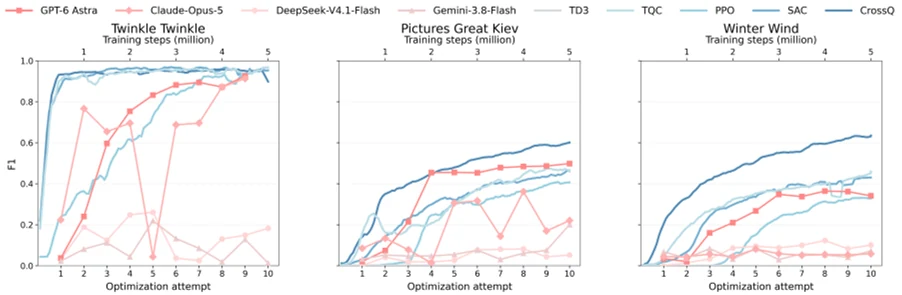 GPT-6 Astra Claude-Opus-5 DeepSeek-V4.1-Flash Gemini-3.8-Flash TD3 TQC PPO SAC CrossQ
Twinkle Twinkle
Training steps (million)
1 2 3 4 5
1.0
0.8
0.6
0.4
0.2
0.0
F1
1 2 3 4 5 6 7 8 9 10
Optimization attempt
Pictures Great Kiev
Training steps (million)
1 2 3 4 5
1 2 3 4 5 6 7 8 9 10
Optimization attempt
Winter Wind
Training steps (million)
1 2 3 4 5
1 2 3 4 5 6 7 8 9 10
Optimization attempt